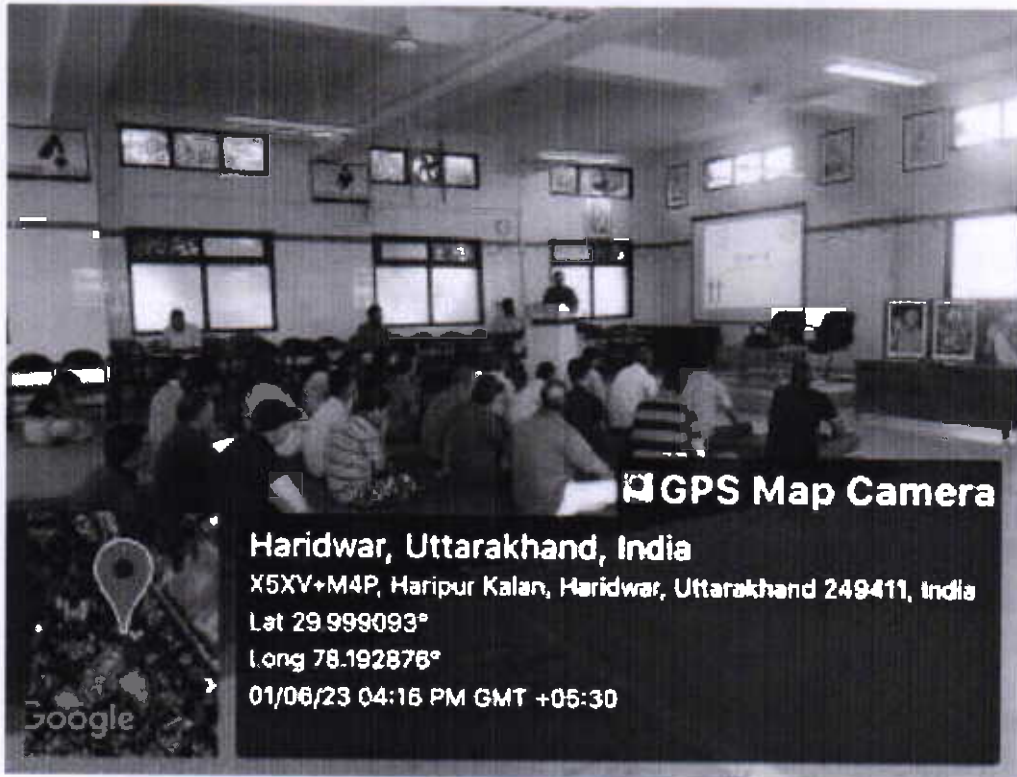 GPS Map Camera
Haridwar, Uttarakhand, India
X5XV+M4P, Haripur Kalan, Haridwar, Uttarakhand 249411, India
Lat 29.999093°
Long 78.192876°
01/06/23 04:16 PM GMT +05:30
Google